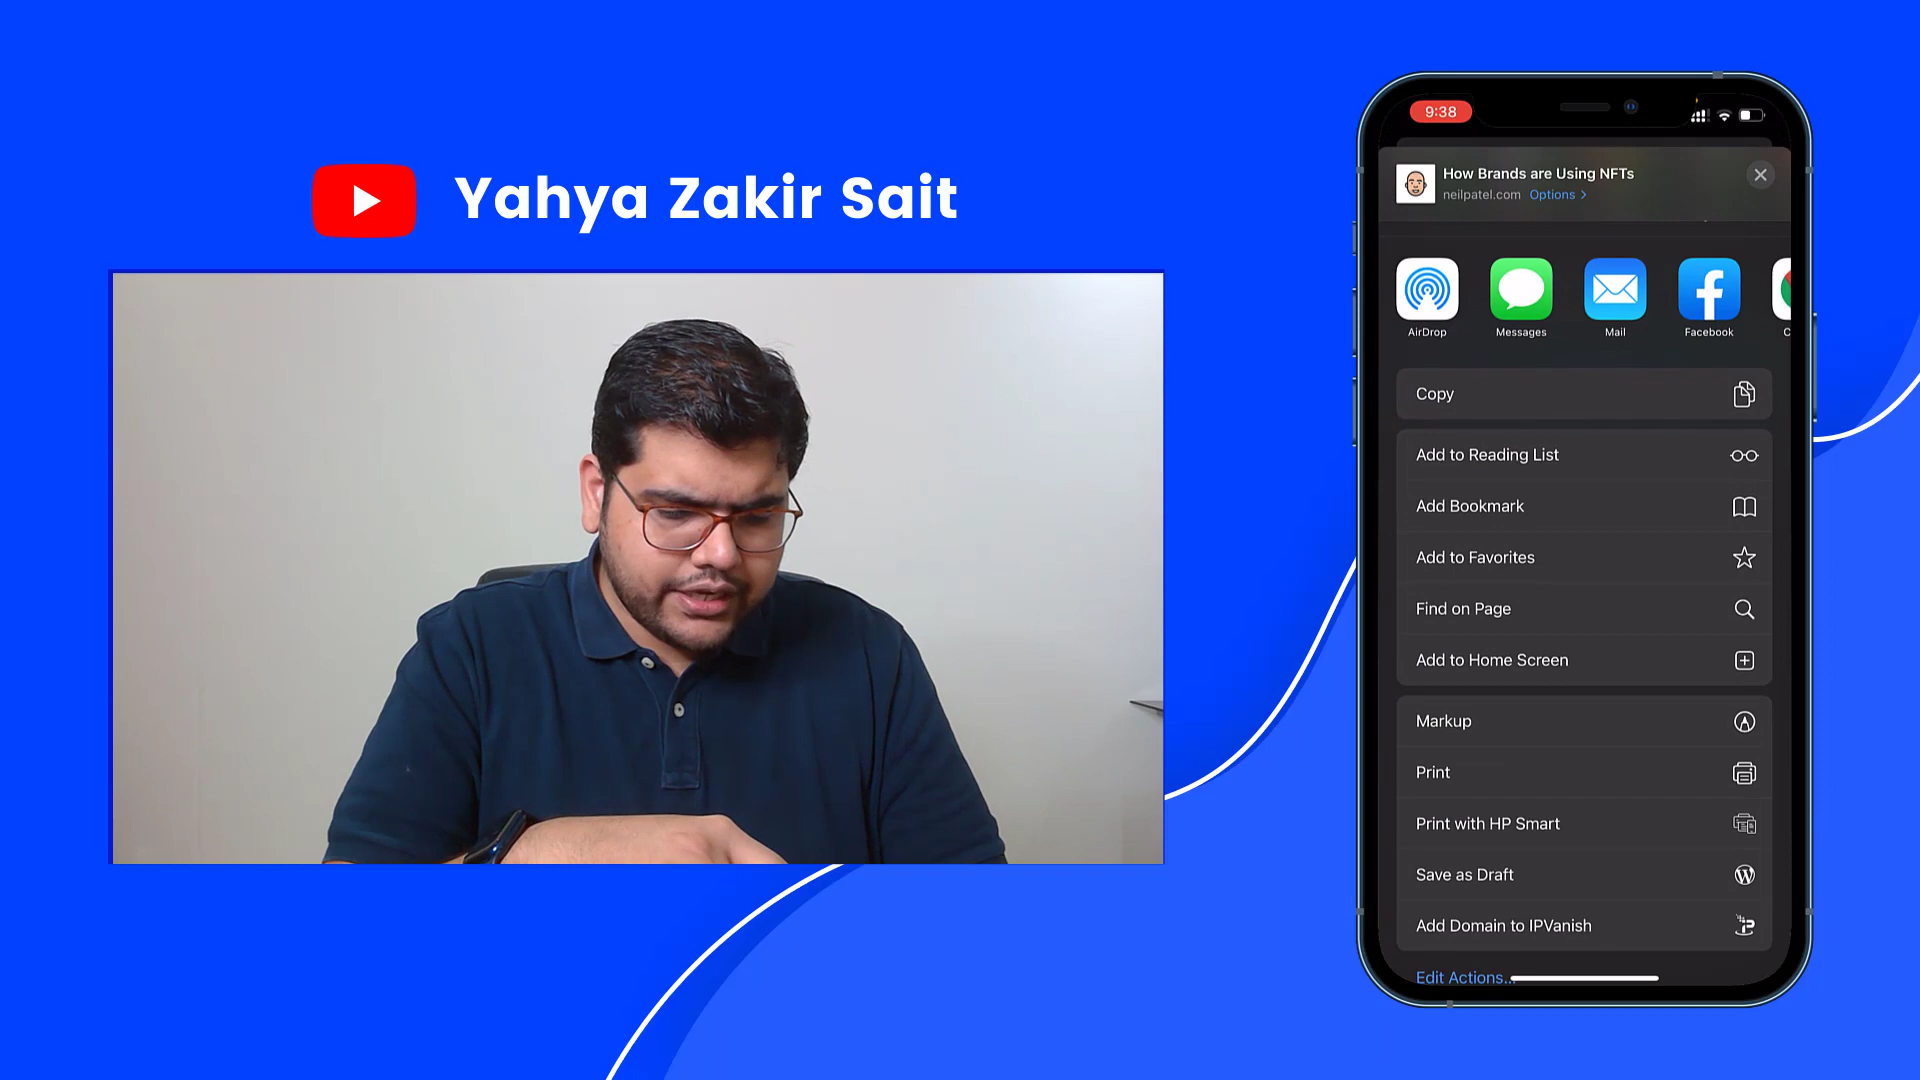 Yahya Zakir Sait
9:38
How Brands are Using NFTs
neilpatel.com Options >
AirDrop
Messages
Mail
Facebook
C
Copy
Add to Reading List
Add Bookmark
Add to Favorites
Find on Page
Add to Home Screen
Markup
Print
Print with HP Smart
Save as Draft
Add Domain to IPVanish
Edit Actions...